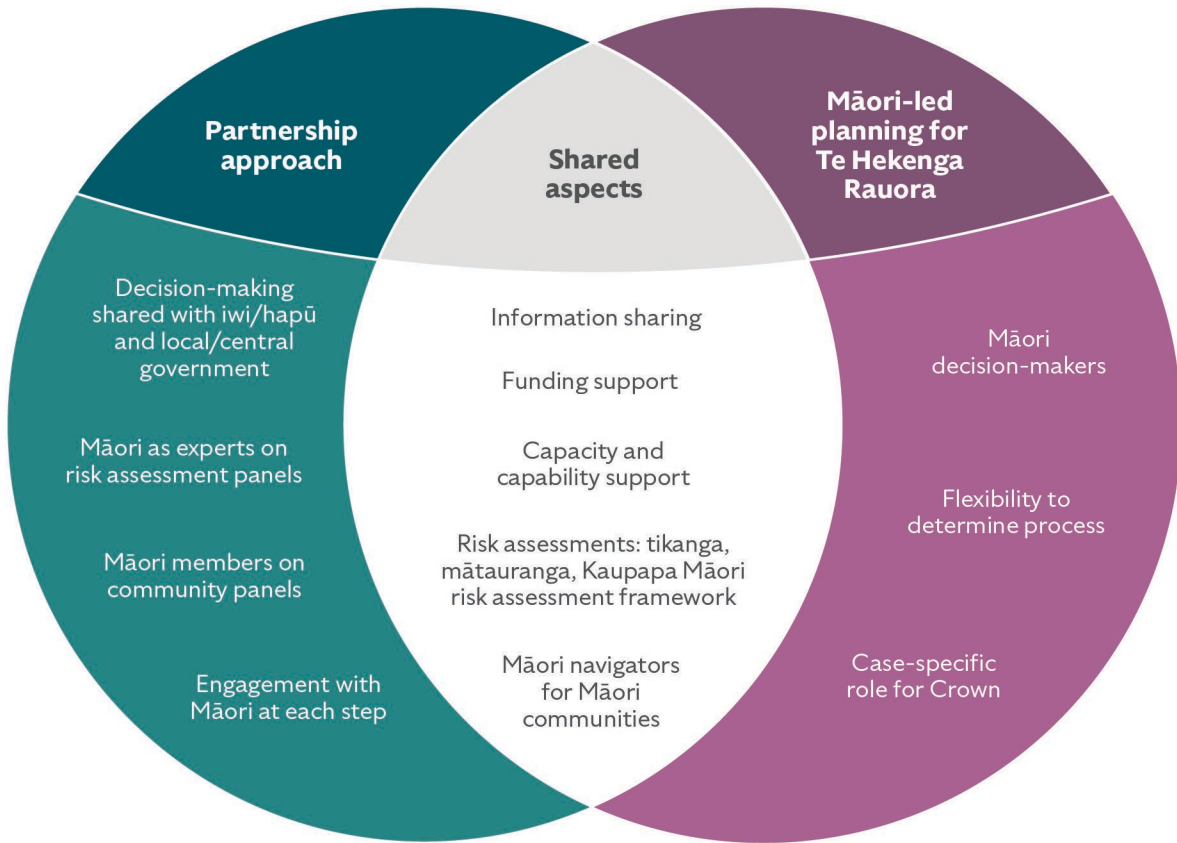 Partnership
approach
Decision-making
shared with iwi/hapū
and local/central
government
Māori as experts on
risk assessment panels
Māori members on
community panels
Engagement with
Māori at each step
Shared
aspects
Information sharing
Funding support
Capacity and
capability support
Risk assessments: tikanga,
mātauranga, Kaupapa Māori
risk assessment framework
Māori navigators
for Māori
communities
Māori-led
planning for
Te Hekenga
Rauora
Māori
decision-makers
Flexibility to
determine process
Case-specific
role for Crown